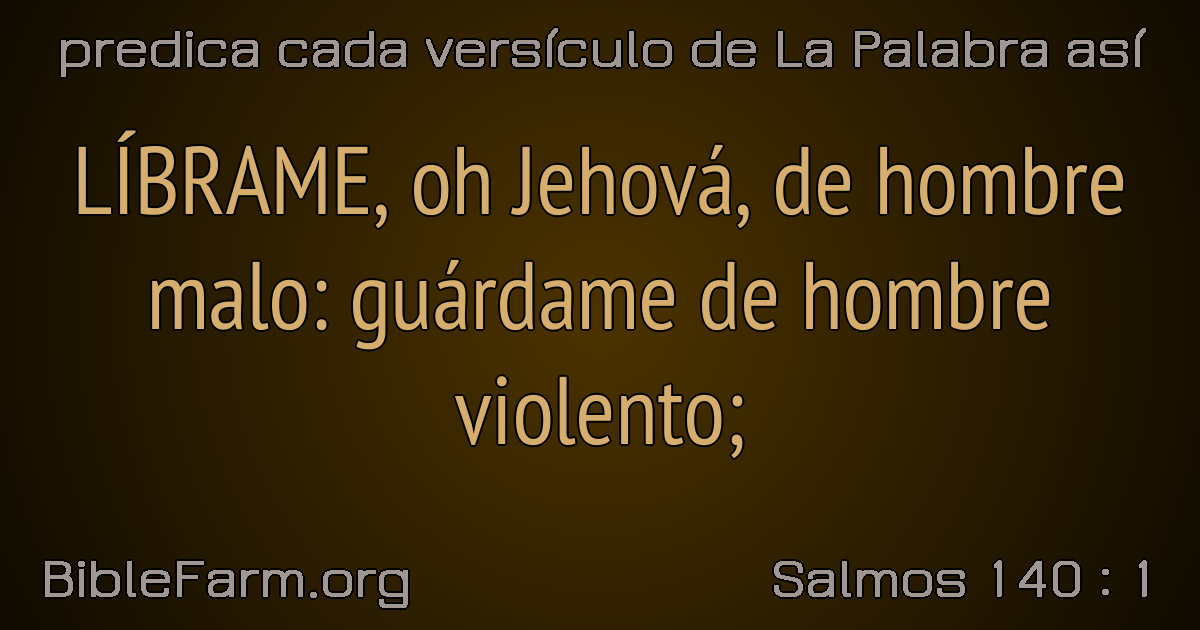 predica cada versículo de La Palabra así
LÍBRAME, oh Jehová, de hombre
malo: guárdame de hombre
violento;
BibleFarm.org
Salmos 140 : 1